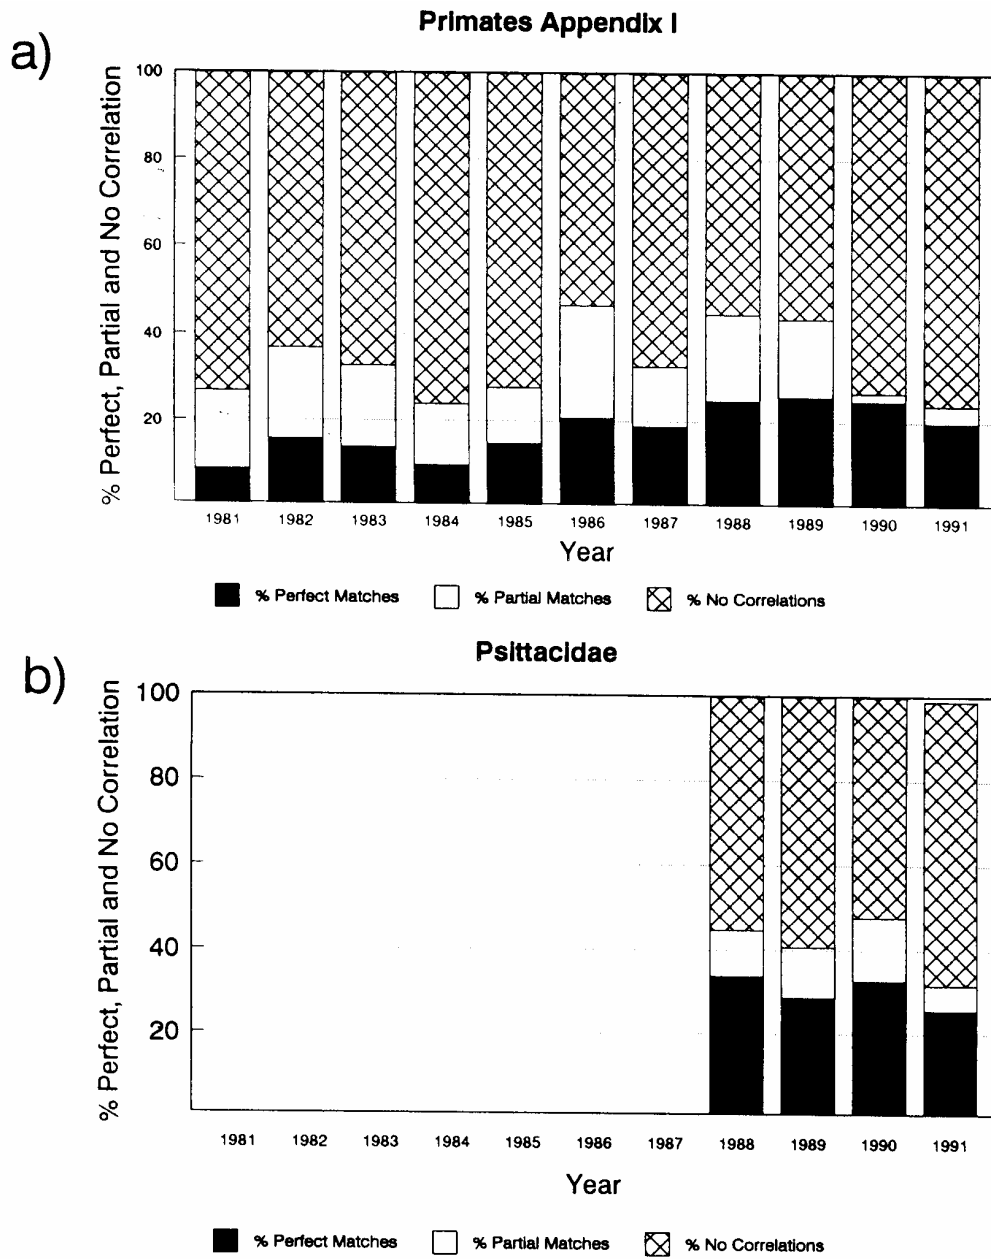 Primates Appendix I
a)
% Perfect, Partial and No Correlation
100
80
60
40
20
1981 1982 1983 1984 1985 1986 1987 1988 1989 1990 1991
Year
% Perfect Matches % Partial Matches % No Correlations
Psittacidae
b)
% Perfect, Partial and No Correlation
100
80
60
40
20
1981 1982 1983 1984 1985 1986 1987 1988 1989 1990 1991
Year
% Perfect Matches % Partial Matches % No Correlations